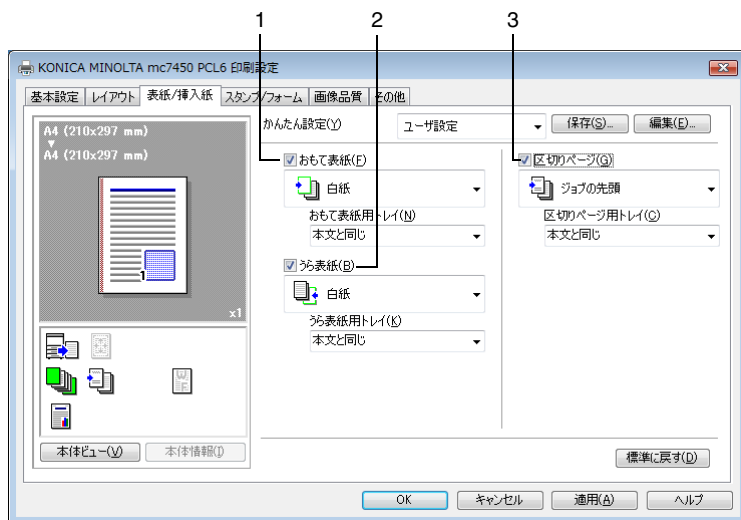 1 2 3
KONICA MINOLTA mc7450 PCL6 印刷設定
基本設定 レイアウト 表紙/挿入紙 スタンプ/フォーム 画像品質 その他
A4 (210x297 mm)
A4 (210x297 mm)
1
x1
W
F
本体ビュー(V) 本体情報(I)
かんたん設定(Y) ユーザ設定 保存(S)... 編集(E)...
おもて表紙(F)
白紙
おもて表紙用トレイ(N)
本文と同じ
うら表紙(B)
白紙
うら表紙用トレイ(K)
本文と同じ
区切りページ(G)
ジョブの先頭
区切りページ用トレイ(C)
本文と同じ
標準に戻す(D)
OK キャンセル 適用(A) ヘルプ